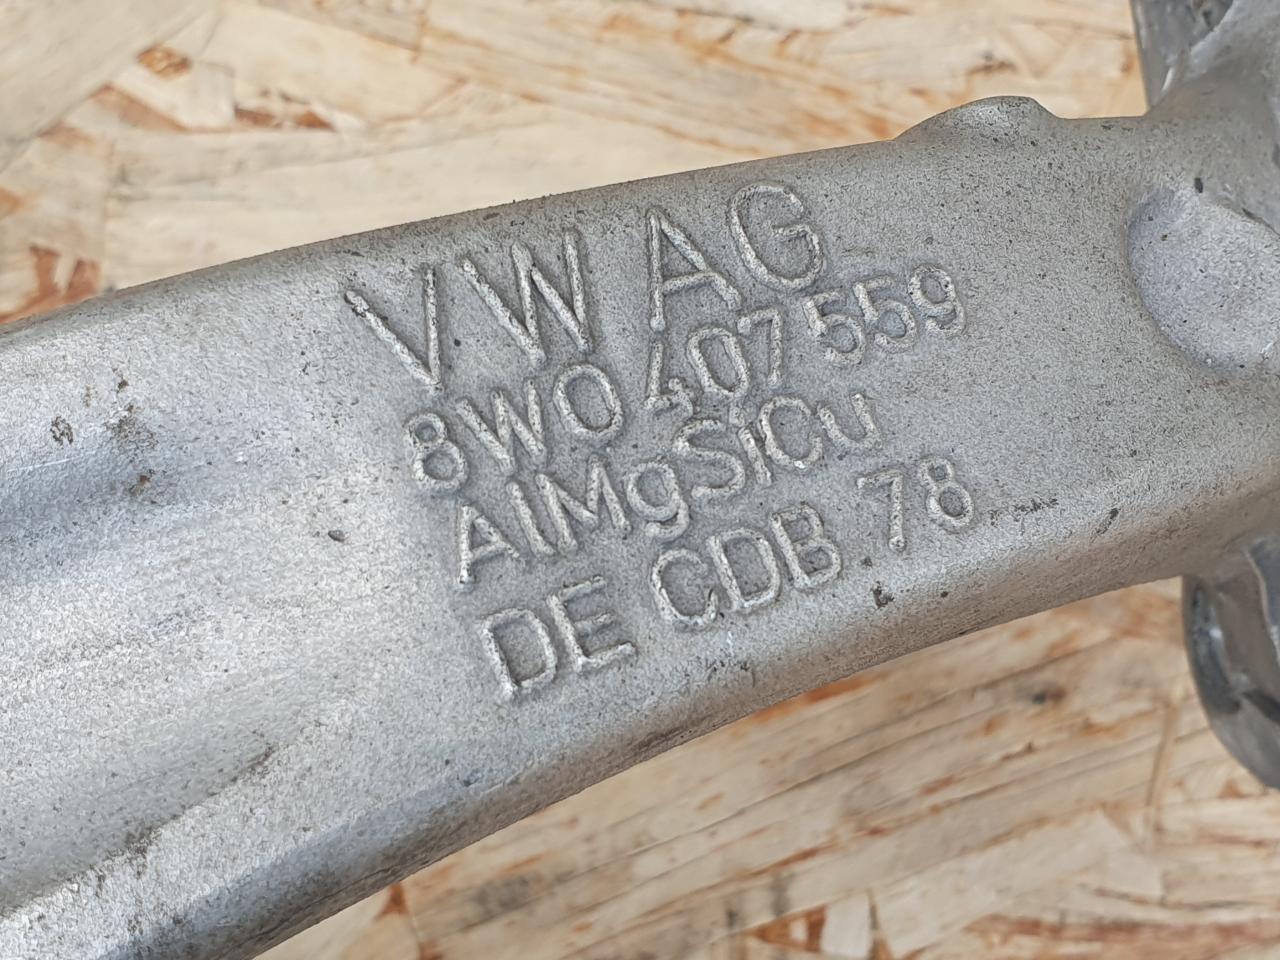 VW AG
8W0 407 559
AlMgSiCu
DE CDB 78